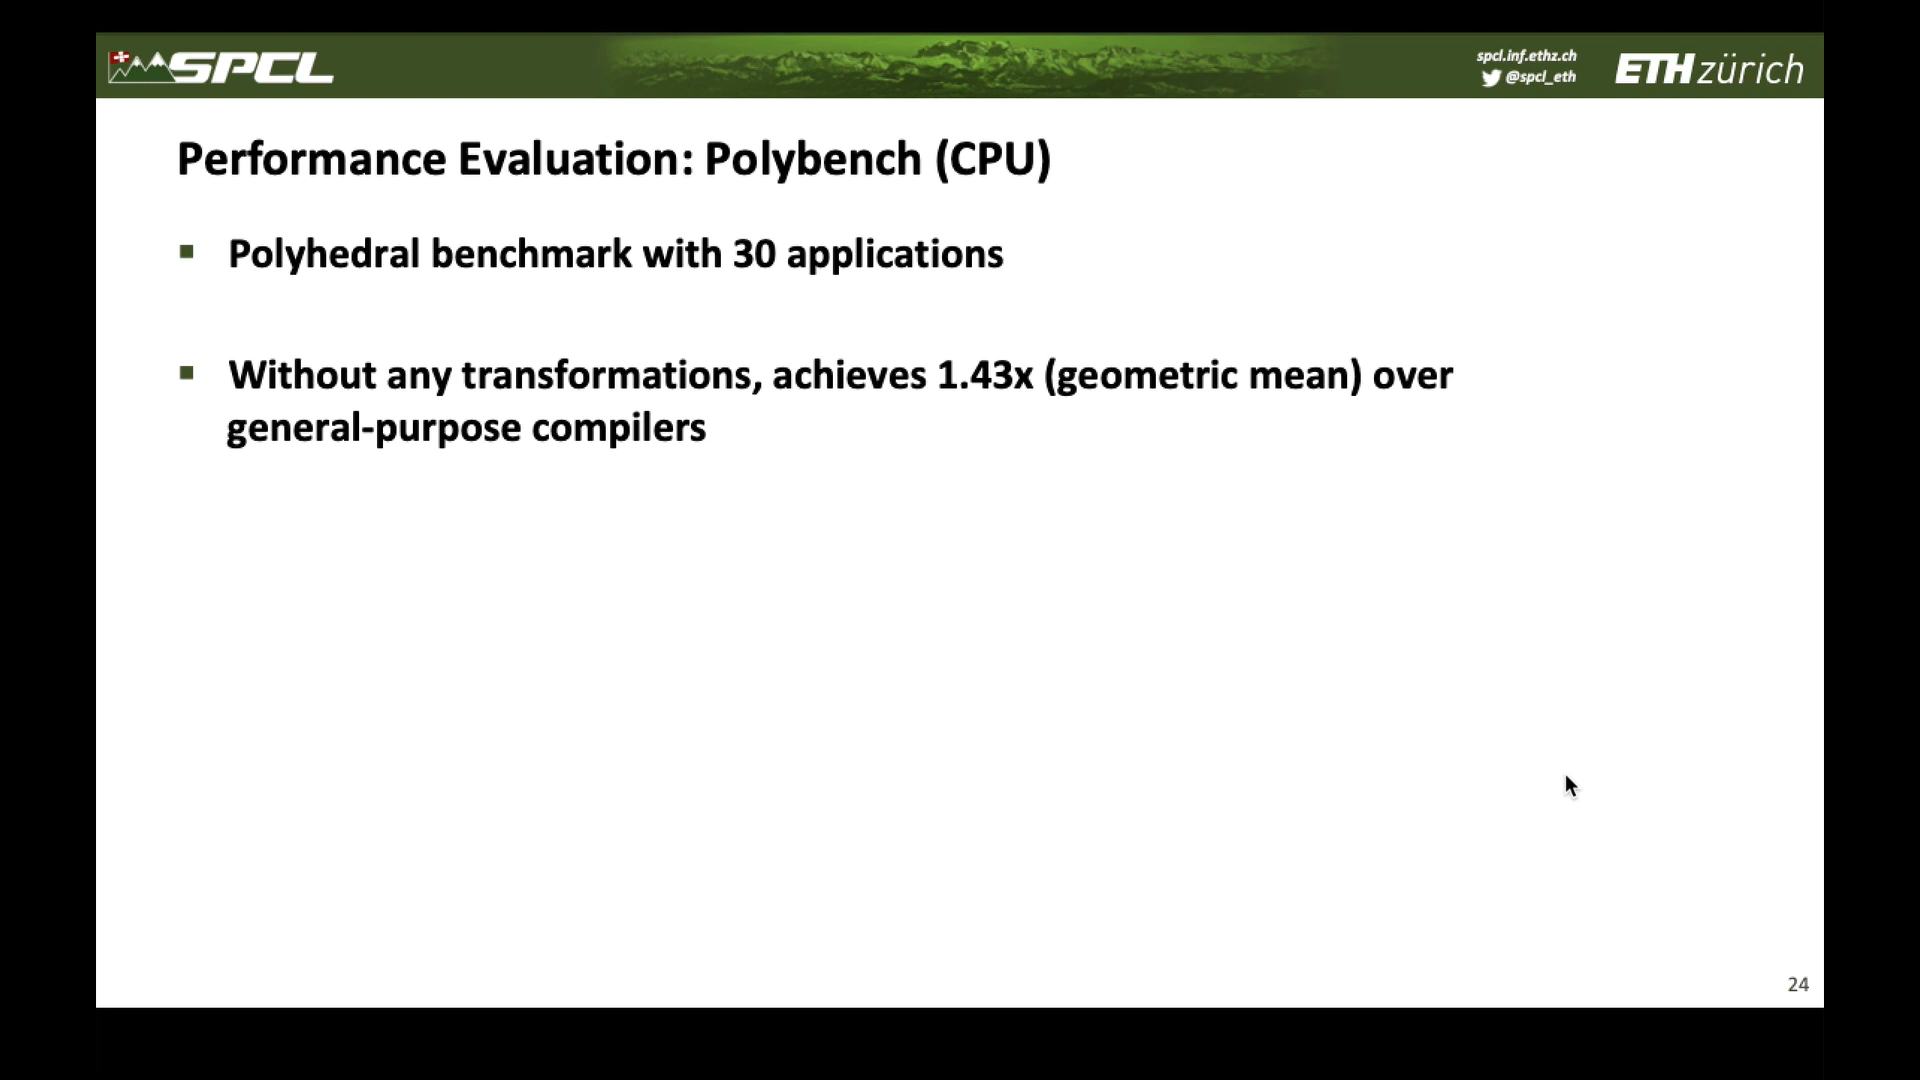 SPCL
spcl.inf.ethz.ch
@spcl_eth
ETH zürich
Performance Evaluation: Polybench (CPU)
Polyhedral benchmark with 30 applications
Without any transformations, achieves 1.43x (geometric mean) over
general-purpose compilers
24